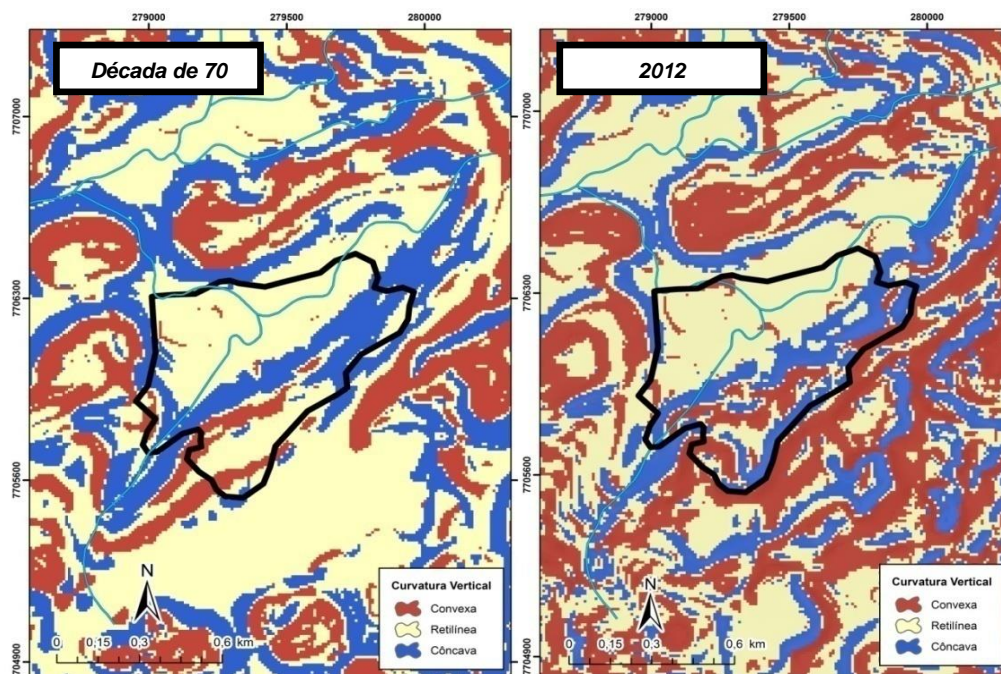 279000 279500 280000
Década de 70
7707000
7706300
7705600
7704900
N
0 0,15 0,3 0,6 km
Curvatura Vertical
Convexa
Retilínea
Côncava
279000 279500 280000
2012
7707000
7706300
7705600
7704900
N
0 0,15 0,3 0,6 km
Curvatura Vertical
Convexa
Retilínea
Côncava